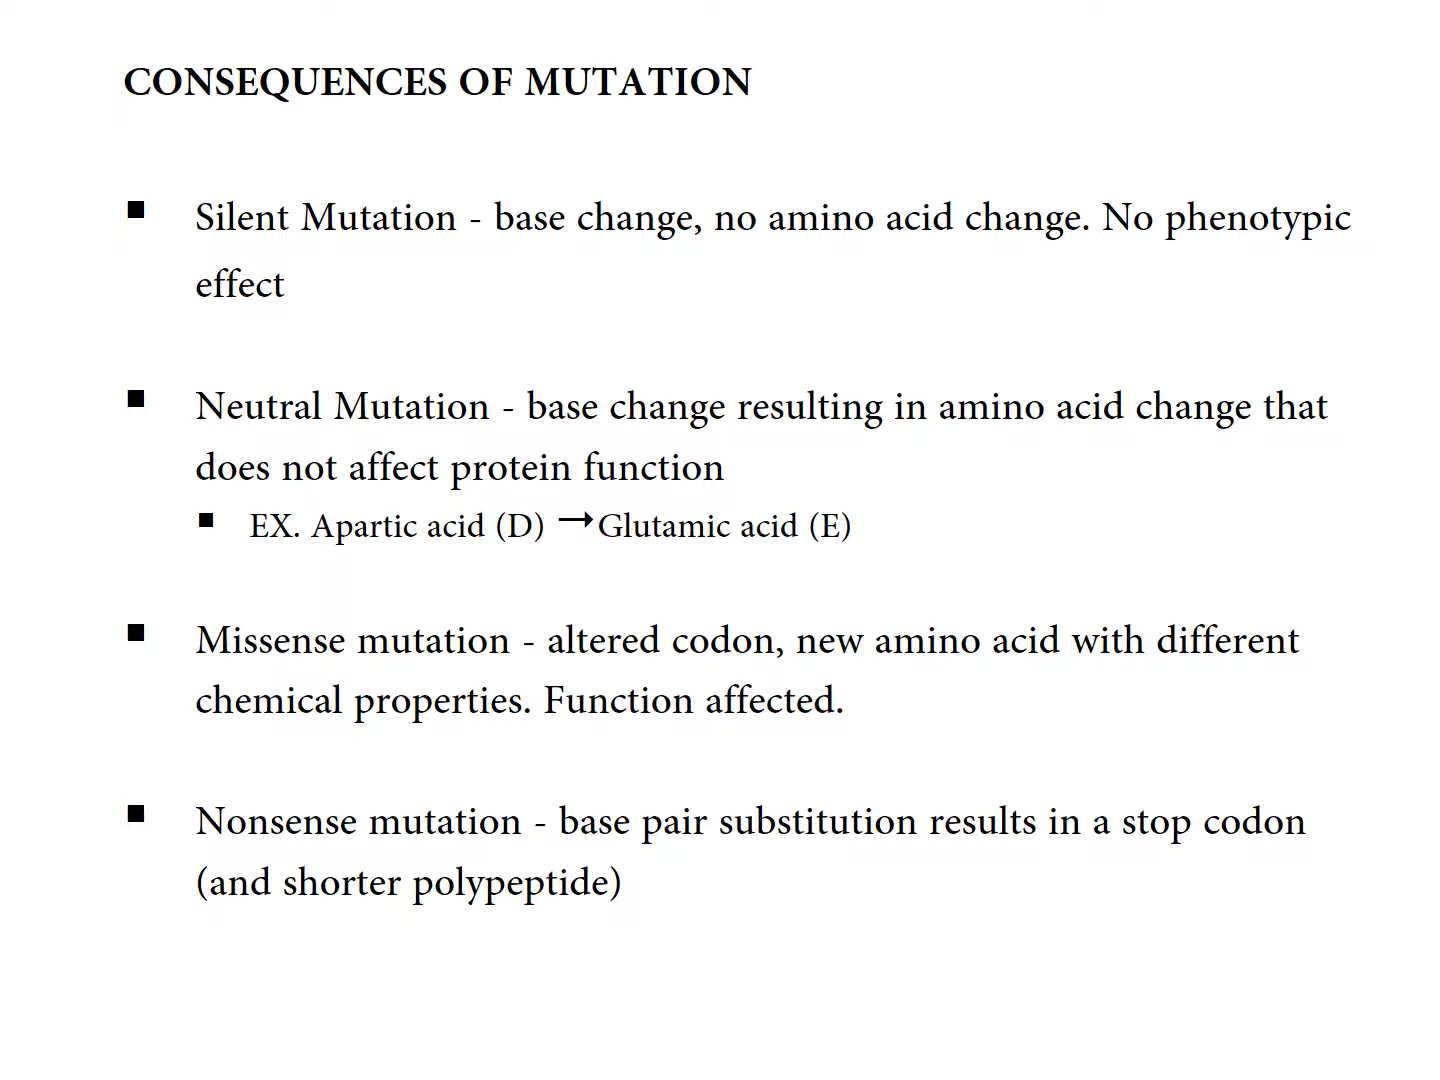 CONSEQUENCES OF MUTATION
▪ Silent Mutation - base change, no amino acid change. No phenotypic
effect
▪ Neutral Mutation - base change resulting in amino acid change that
does not affect protein function
▪ EX. Apartic acid (D) →Glutamic acid (E)
▪ Missense mutation - altered codon, new amino acid with different
chemical properties. Function affected.
▪ Nonsense mutation - base pair substitution results in a stop codon
(and shorter polypeptide)